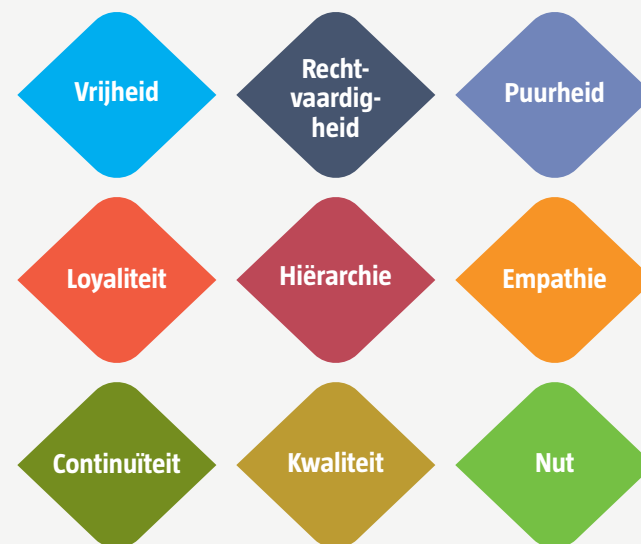 Vrijheid
Recht-
vaardig-
heid
Puurheid
Loyaliteit
Hiërarchie
Empathie
Continuïteit
Kwaliteit
Nut